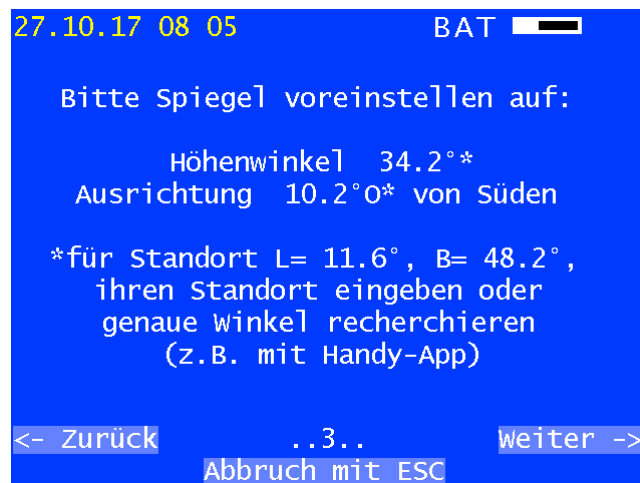 27.10.17 08 05 BAT
Bitte Spiegel voreinstellen auf:
Höhenwinkel 34.2°*
Ausrichtung 10.2°O* von Süden
*für Standort L= 11.6°, B= 48.2°,
ihren Standort eingeben oder
genaue Winkel recherchieren
(z.B. mit Handy-App)
<- Zurück ..3.. Weiter ->
Abbruch mit ESC